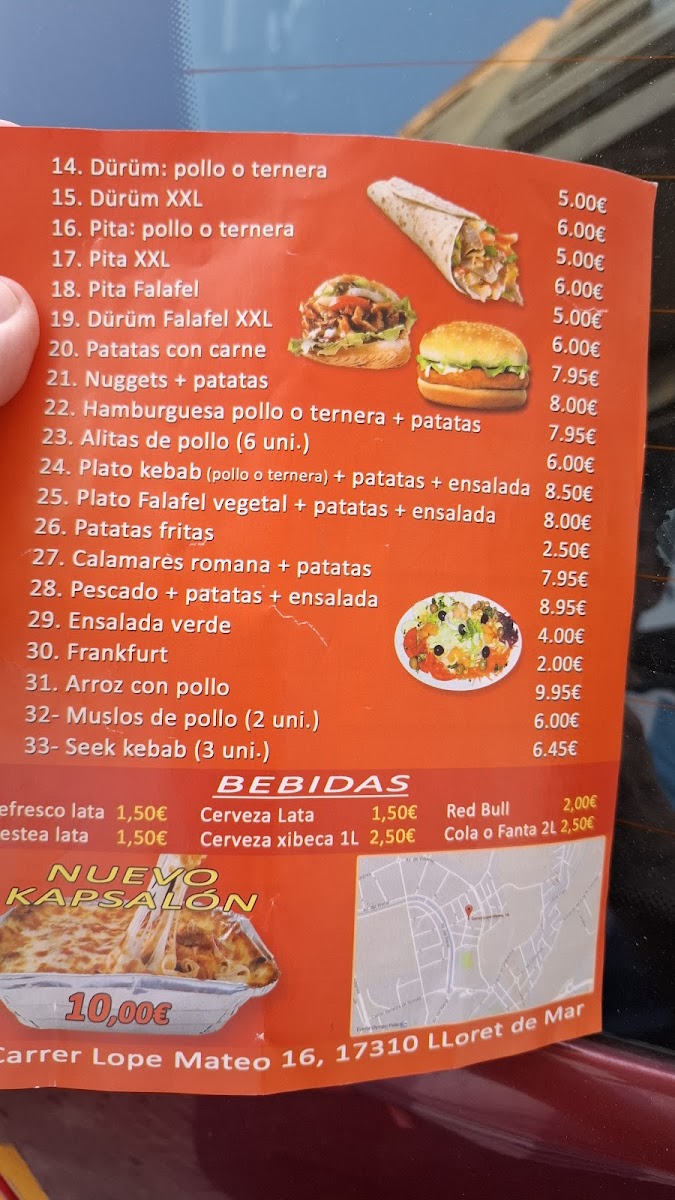 14. Dürüm: pollo o ternera 5.00€
15. Dürüm XXL 6.00€
16. Pita: pollo o ternera 5.00€
17. Pita XXL 6.00€
18. Pita Falafel 5.00€
19. Dürüm Falafel XXL 6.00€
20. Patatas con carne 7.95€
21. Nuggets + patatas 8.00€
22. Hamburguesa pollo o ternera + patatas 7.95€
23. Alitas de pollo (6 uni.) 6.00€
24. Plato kebab (pollo o ternera) + patatas + ensalada 8.50€
25. Plato Falafel vegetal + patatas + ensalada 8.00€
26. Patatas fritas 2.50€
27. Calamarès romana + patatas 7.95€
28. Pescado + patatas + ensalada 8.95€
29. Ensalada verde 4.00€
30. Frankfurt 2.00€
31. Arroz con pollo 9.95€
32- Muslos de pollo (2 uni.) 6.00€
33- Seek kebab (3 uni.) 6.45€
BEBIDAS
efresco lata 1,50€ Cerveza Lata 1,50€ Red Bull 2,00€
estea lata 1,50€ Cerveza xibeca 1L 2,50€ Cola o Fanta 2L 2,50€
NUEVO
KAPSALÓN
10,00€
Carrer Lope Mateo 16, 17310 LLoret de Mar